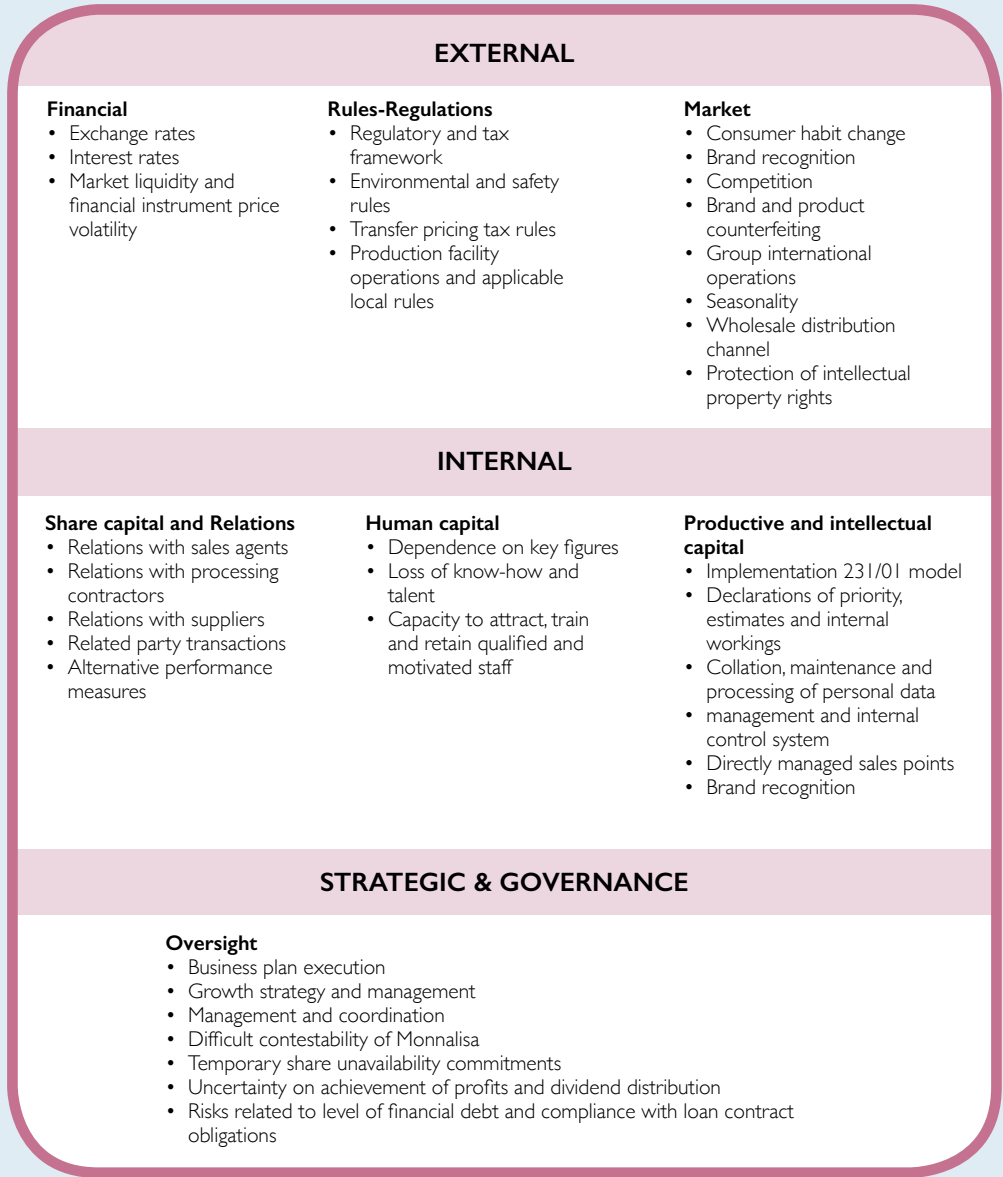 EXTERNAL
Financial
• Exchange rates
• Interest rates
• Market liquidity and
financial instrument price
volatility
Rules-Regulations
• Regulatory and tax
framework
• Environmental and safety
rules
• Transfer pricing tax rules
• Production facility
operations and applicable
local rules
Market
• Consumer habit change
• Brand recognition
• Competition
• Brand and product
counterfeiting
• Group international
operations
• Seasonality
• Wholesale distribution
channel
• Protection of intellectual
property rights
INTERNAL
Share capital and Relations
• Relations with sales agents
• Relations with processing
contractors
• Relations with suppliers
• Related party transactions
• Alternative performance
measures
Human capital
• Dependence on key figures
• Loss of know-how and
talent
• Capacity to attract, train
and retain qualified and
motivated staff
Productive and intellectual
capital
• Implementation 231/01 model
• Declarations of priority,
estimates and internal
workings
• Collation, maintenance and
processing of personal data
• management and internal
control system
• Directly managed sales points
• Brand recognition
STRATEGIC & GOVERNANCE
Oversight
• Business plan execution
• Growth strategy and management
• Management and coordination
• Difficult contestability of Monnalisa
• Temporary share unavailability commitments
• Uncertainty on achievement of profits and dividend distribution
• Risks related to level of financial debt and compliance with loan contract
obligations